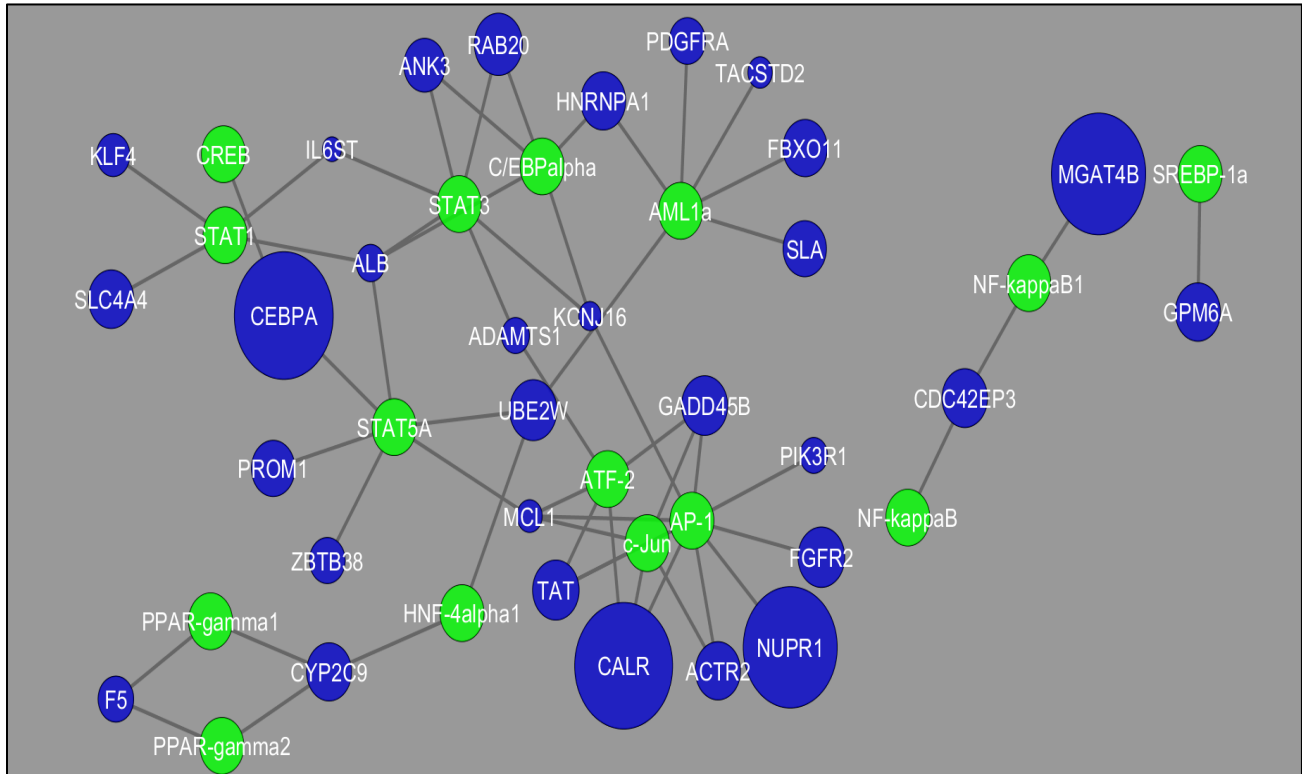 RAB20
PDGFRA
ANK3
TACSTD2
HNRNPA1
KLF4
CREB
IL6ST
C/EBPalpha
FBXO11
MGAT4B
SREBP-1a
STAT3
AML1a
STAT1
SLA
ALB
NF-kappaB1
SLC4A4
CEBPA
KCNJ16
GPM6A
ADAMTS1
UBE2W
GADD45B
CDC42EP3
STAT5A
PROM1
PIK3R1
ATF-2
MCL1
AP-1
NF-kappaB
c-Jun
ZBTB38
FGFR2
TAT
HNF-4alpha1
PPAR-gamma1
NUPR1
CALR
CYP2C9
ACTR2
F5
PPAR-gamma2